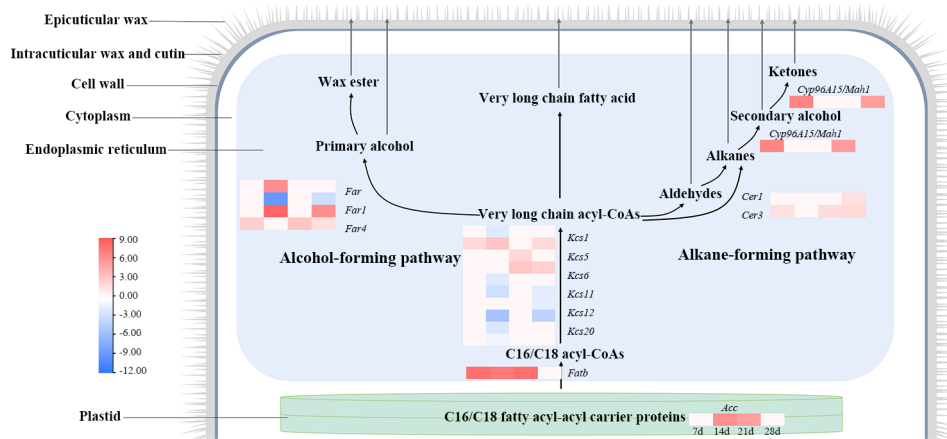 Epicuticular wax
Intracuticular wax and cutin
Cell wall
Cytoplasm
Endoplasmic reticulum
Plastid
Wax ester
Primary alcohol
Very long chain fatty acid
Ketones
Cyp96A15/Mah1
Secondary alcohol
Cyp96A15/Mah1
Alkanes
Aldehydes
Cer1
Cer3
Very long chain acyl-CoAs
Far
Far1
Far4
Alcohol-forming pathway
Alkane-forming pathway
Kcs1
Kcs5
Kcs6
Kcs11
Kcs12
Kcs20
9.00
6.00
3.00
0.00
-3.00
-6.00
-9.00
-12.00
C16/C18 acyl-CoAs
Fatb
C16/C18 fatty acyl-acyl carrier proteins
Acc
7d 14d 21d 28d